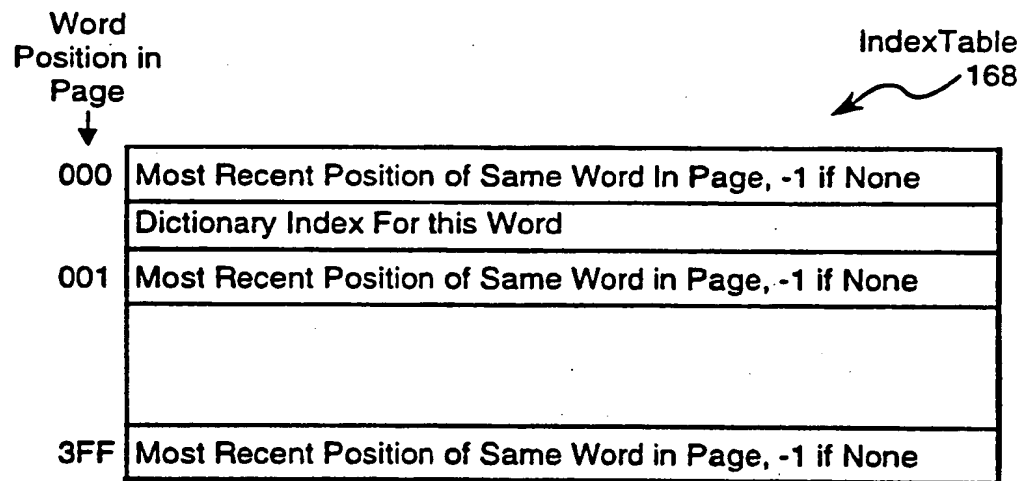 Word
Position in
Page
IndexTable
168
000 Most Recent Position of Same Word In Page, -1 if None
Dictionary Index For this Word
001 Most Recent Position of Same Word in Page, -1 if None
3FF Most Recent Position of Same Word in Page, -1 if None